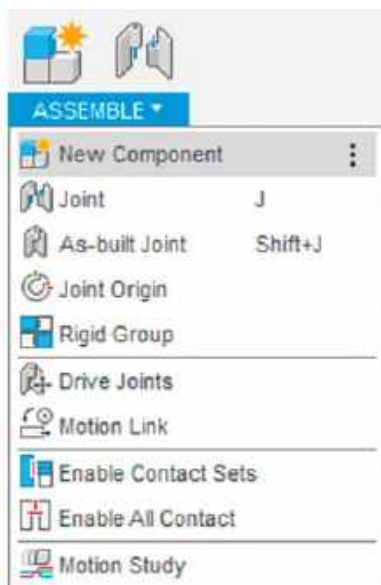 ASSEMBLE
New Component
Joint J
As-built Joint Shift+J
Joint Origin
Rigid Group
Drive Joints
Motion Link
Enable Contact Sets
Enable All Contact
Motion Study